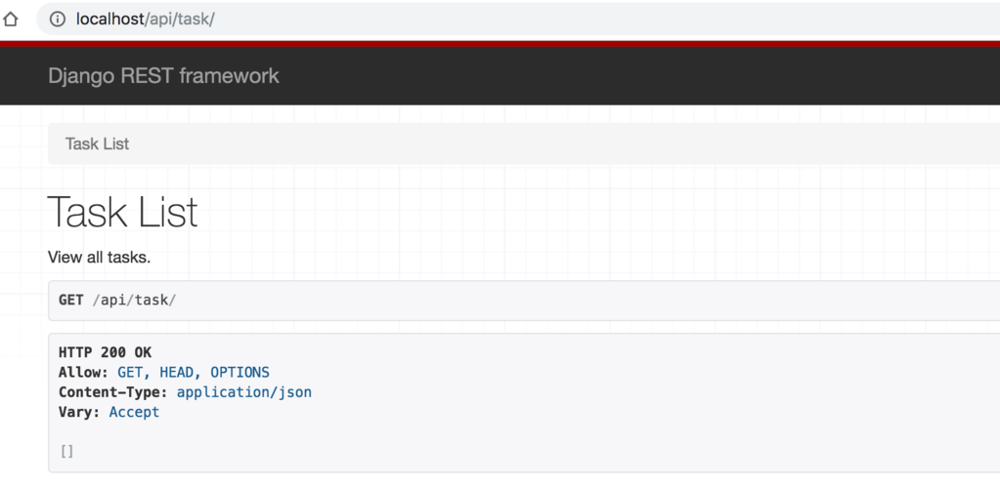 localhost/api/task/
Django REST framework
Task List
Task List
View all tasks.
GET /api/task/
HTTP 200 OK
Allow: GET, HEAD, OPTIONS
Content-Type: application/json
Vary: Accept
[]